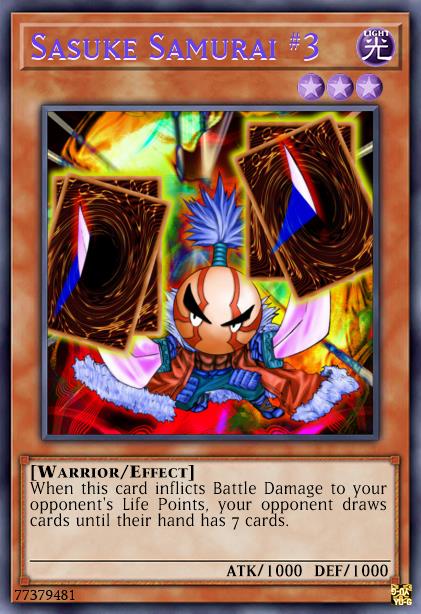 Sasuke Samurai #3
LIGHT
光
[Warrior/Effect]
When this card inflicts Battle Damage to your
opponent's Life Points, your opponent draws
cards until their hand has 7 cards.
ATK/1000 DEF/1000
77379481